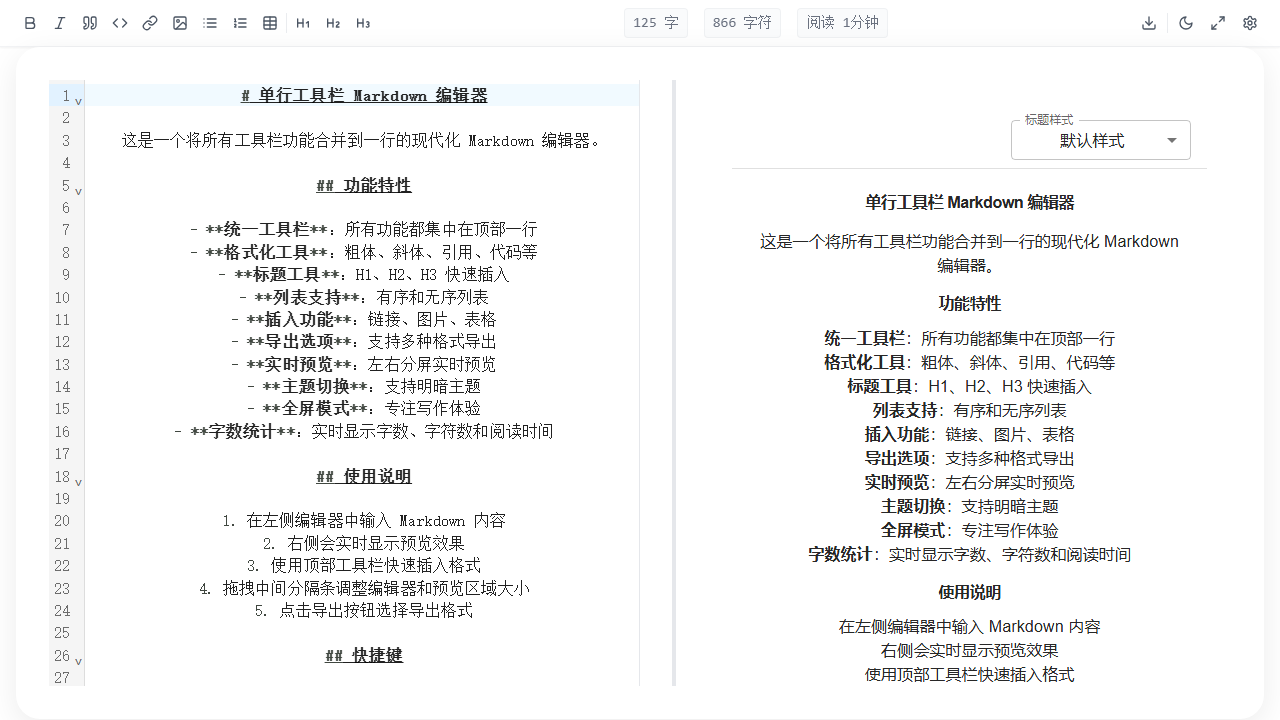 H1 H2 H3 125 字 866 字符 阅读 1分钟
1 # 单行工具栏 Markdown 编辑器
2
3 这是一个将所有工具栏功能合并到一行的现代化 Markdown 编辑器。
4
5 ## 功能特性
6
7 - **统一工具栏**：所有功能都集中在顶部一行
8 - **格式化工具**：粗体、斜体、引用、代码等
9 - **标题工具**：H1、H2、H3 快速插入
10 - **列表支持**：有序和无序列表
11 - **插入功能**：链接、图片、表格
12 - **导出选项**：支持多种格式导出
13 - **实时预览**：左右分屏实时预览
14 - **主题切换**：支持明暗主题
15 - **全屏模式**：专注写作体验
16 - **字数统计**：实时显示字数、字符数和阅读时间
17
18 ## 使用说明
19
20 1. 在左侧编辑器中输入 Markdown 内容
21 2. 右侧会实时显示预览效果
22 3. 使用顶部工具栏快速插入格式
23 4. 拖拽中间分隔条调整编辑器和预览区域大小
24 5. 点击导出按钮选择导出格式
25
26 ## 快捷键
27
标题样式
默认样式
单行工具栏 Markdown 编辑器
这是一个将所有工具栏功能合并到一行的现代化 Markdown
编辑器。
功能特性
统一工具栏：所有功能都集中在顶部一行
格式化工具：粗体、斜体、引用、代码等
标题工具：H1、H2、H3 快速插入
列表支持：有序和无序列表
插入功能：链接、图片、表格
导出选项：支持多种格式导出
实时预览：左右分屏实时预览
主题切换：支持明暗主题
全屏模式：专注写作体验
字数统计：实时显示字数、字符数和阅读时间
使用说明
在左侧编辑器中输入 Markdown 内容
右侧会实时显示预览效果
使用顶部工具栏快速插入格式